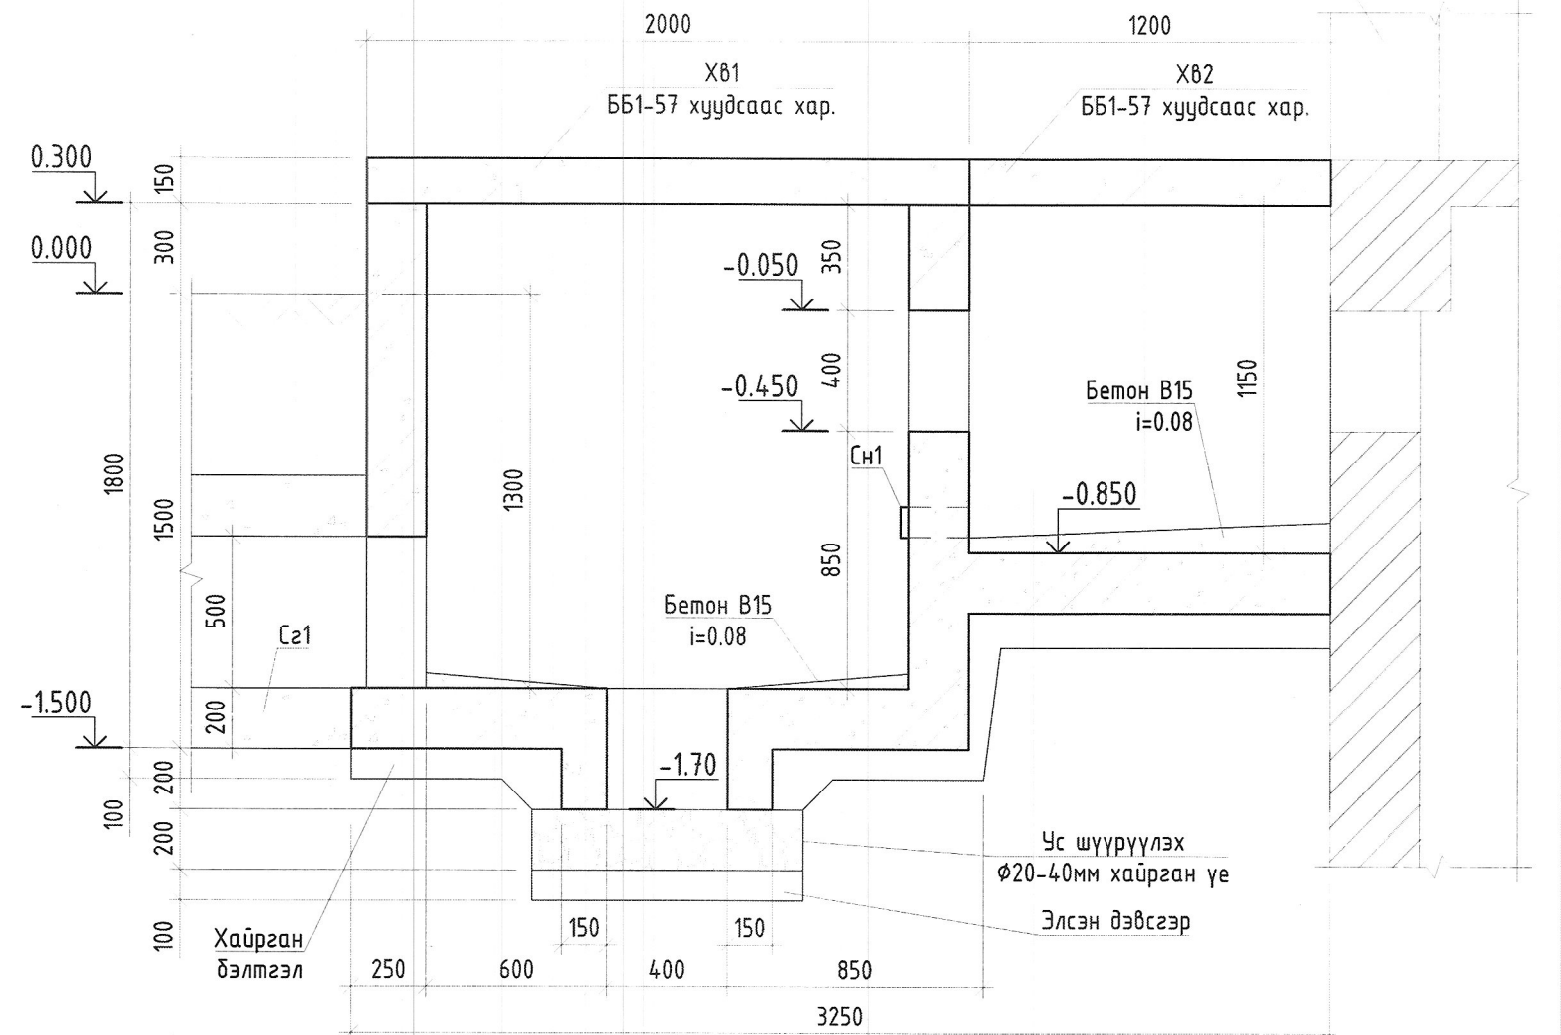 2000
1200
Хв1
ББ1-57 хуудсаас хар.
Хв2
ББ1-57 хуудсаас хар.
0.300
150
0.000
300
-0.050
350
-0.450
400
1150
Бетон В15
i=0.08
Сн1
1800
1500
1300
-0.850
850
Бетон В15
i=0.08
500
Сг1
-1.500
200
-1.70
200
100
200
100
Ус шүүрүүлэх
Ф20-40мм хайрган үе
Элсэн дэвсгэр
Хайрган
бэлтгэл
150
150
250
600
400
850
3250